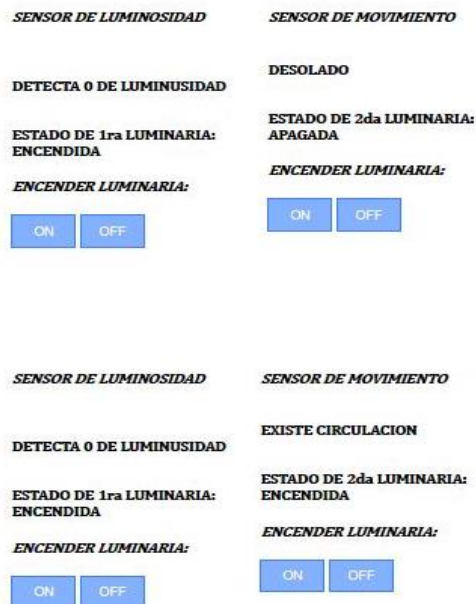 SENSOR DE LUMINOSIDAD
DETECTA 0 DE LUMINUSIDAD
ESTADO DE 1ra LUMINARIA:
ENCENDIDA
ENCENDER LUMINARIA:
ON OFF
SENSOR DE MOVIMIENTO
DESOLADO
ESTADO DE 2da LUMINARIA:
APAGADA
ENCENDER LUMINARIA:
ON OFF
SENSOR DE LUMINOSIDAD
DETECTA 0 DE LUMINUSIDAD
ESTADO DE 1ra LUMINARIA:
ENCENDIDA
ENCENDER LUMINARIA:
ON OFF
SENSOR DE MOVIMIENTO
EXISTE CIRCULACION
ESTADO DE 2da LUMINARIA:
ENCENDIDA
ENCENDER LUMINARIA:
ON OFF